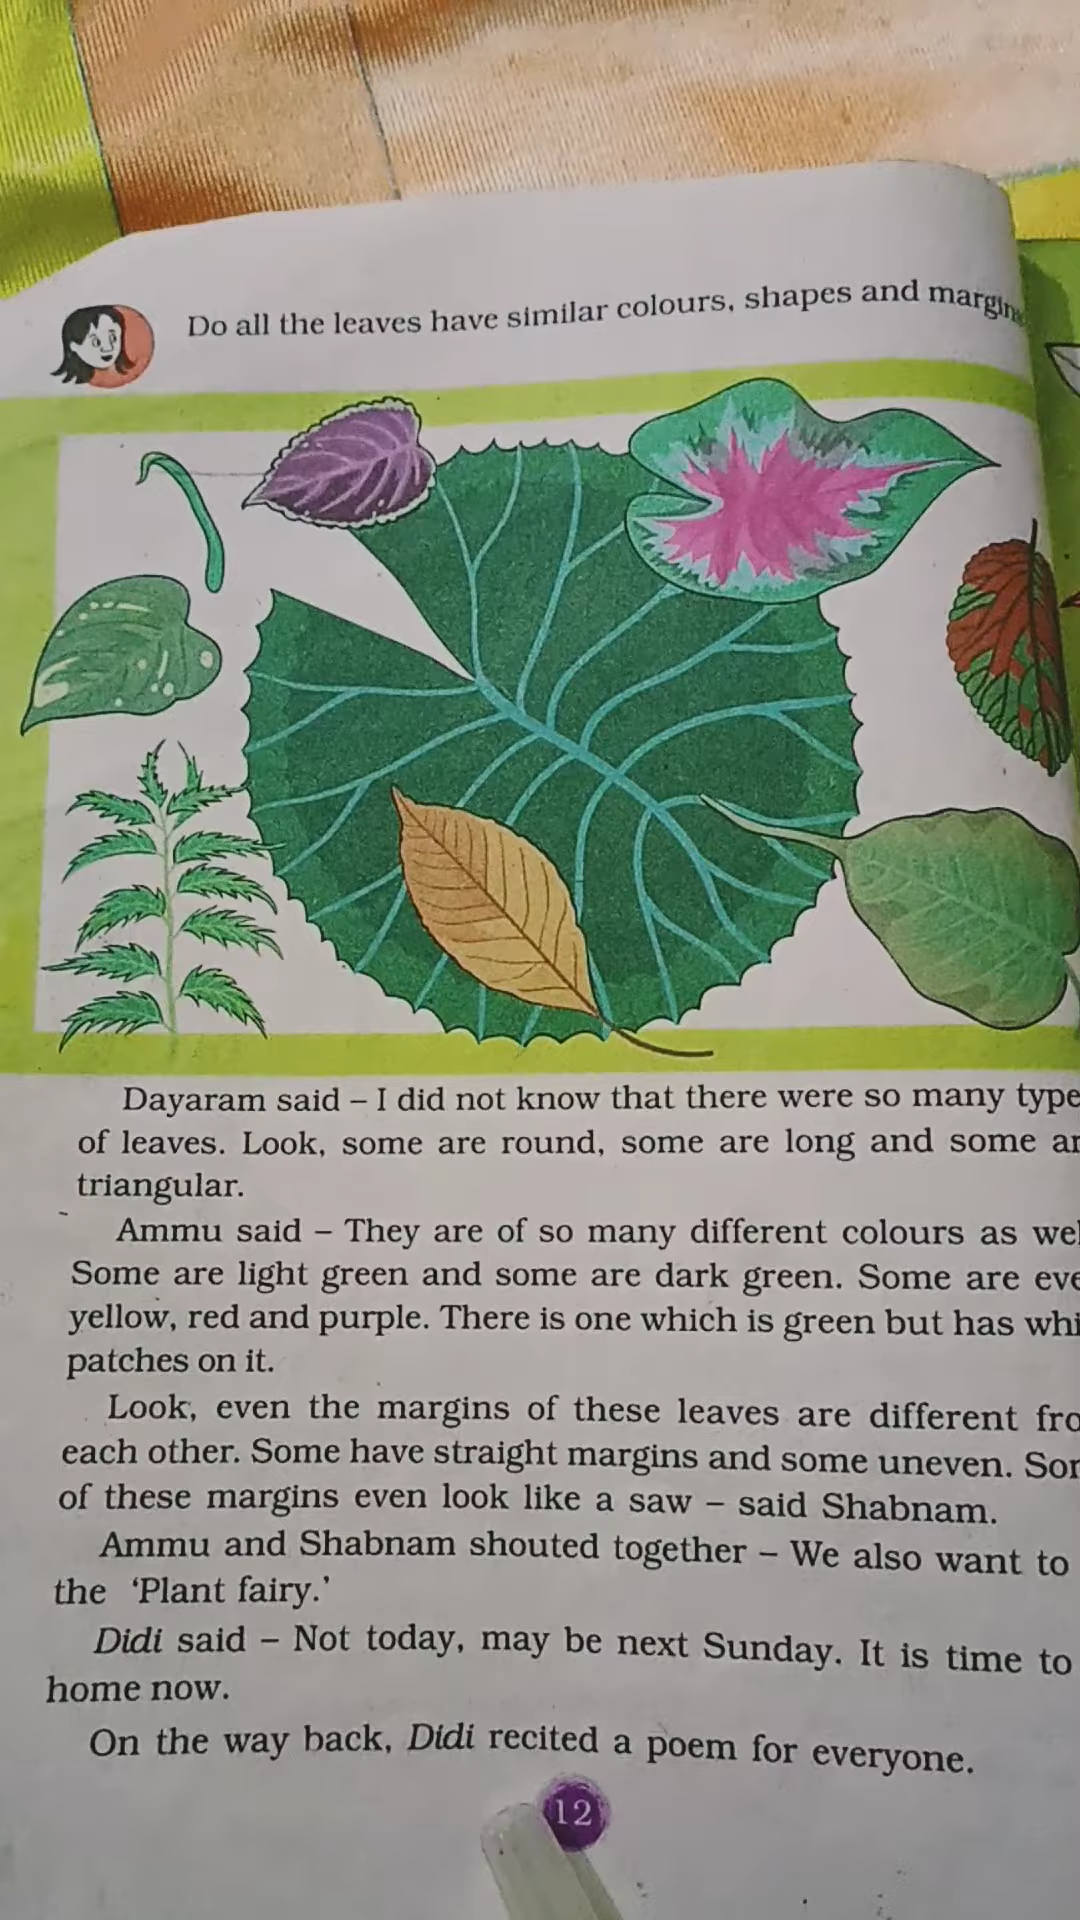 Do all the leaves have similar colours, shapes and margin
Dayaram said – I did not know that there were so many type
of leaves. Look, some are round, some are long and some
triangular.
Ammu said – They are of so many different colours as
Some are light green and some are dark green. Some are
yellow, red and purple. There is one which is green but has
patches on it.
Look, even the margins of these leaves are different
each other. Some have straight margins and some uneven.
of these margins even look like a saw – said Shabnam.
Ammu and Shabnam shouted together – We also want to
the ‘Plant fairy.’
Didi said – Not today, may be next Sunday. It is time to
home now.
On the way back, Didi recited a poem for everyone.
12